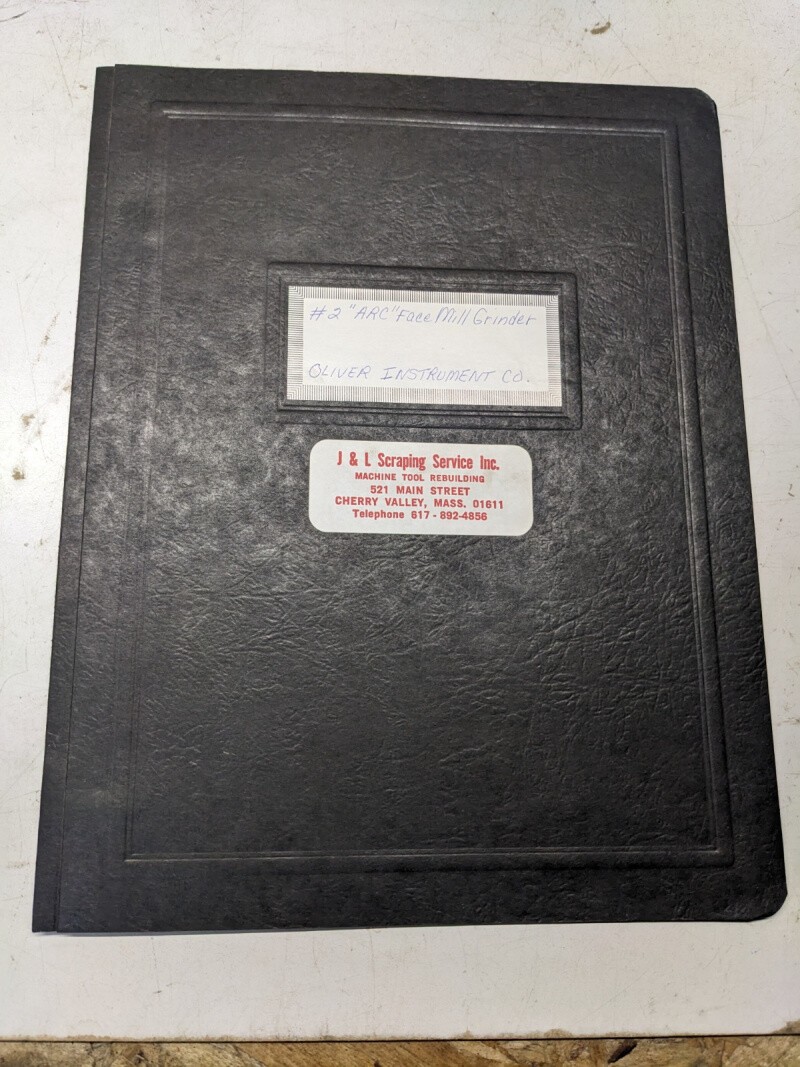 #2 "ARC" Face Mill Grinder
OLIVER INSTRUMENT CO.
J & L Scraping Service Inc.
MACHINE TOOL REBUILDING
521 MAIN STREET
CHERRY VALLEY, MASS. 01611
Telephone 617 - 892-4856